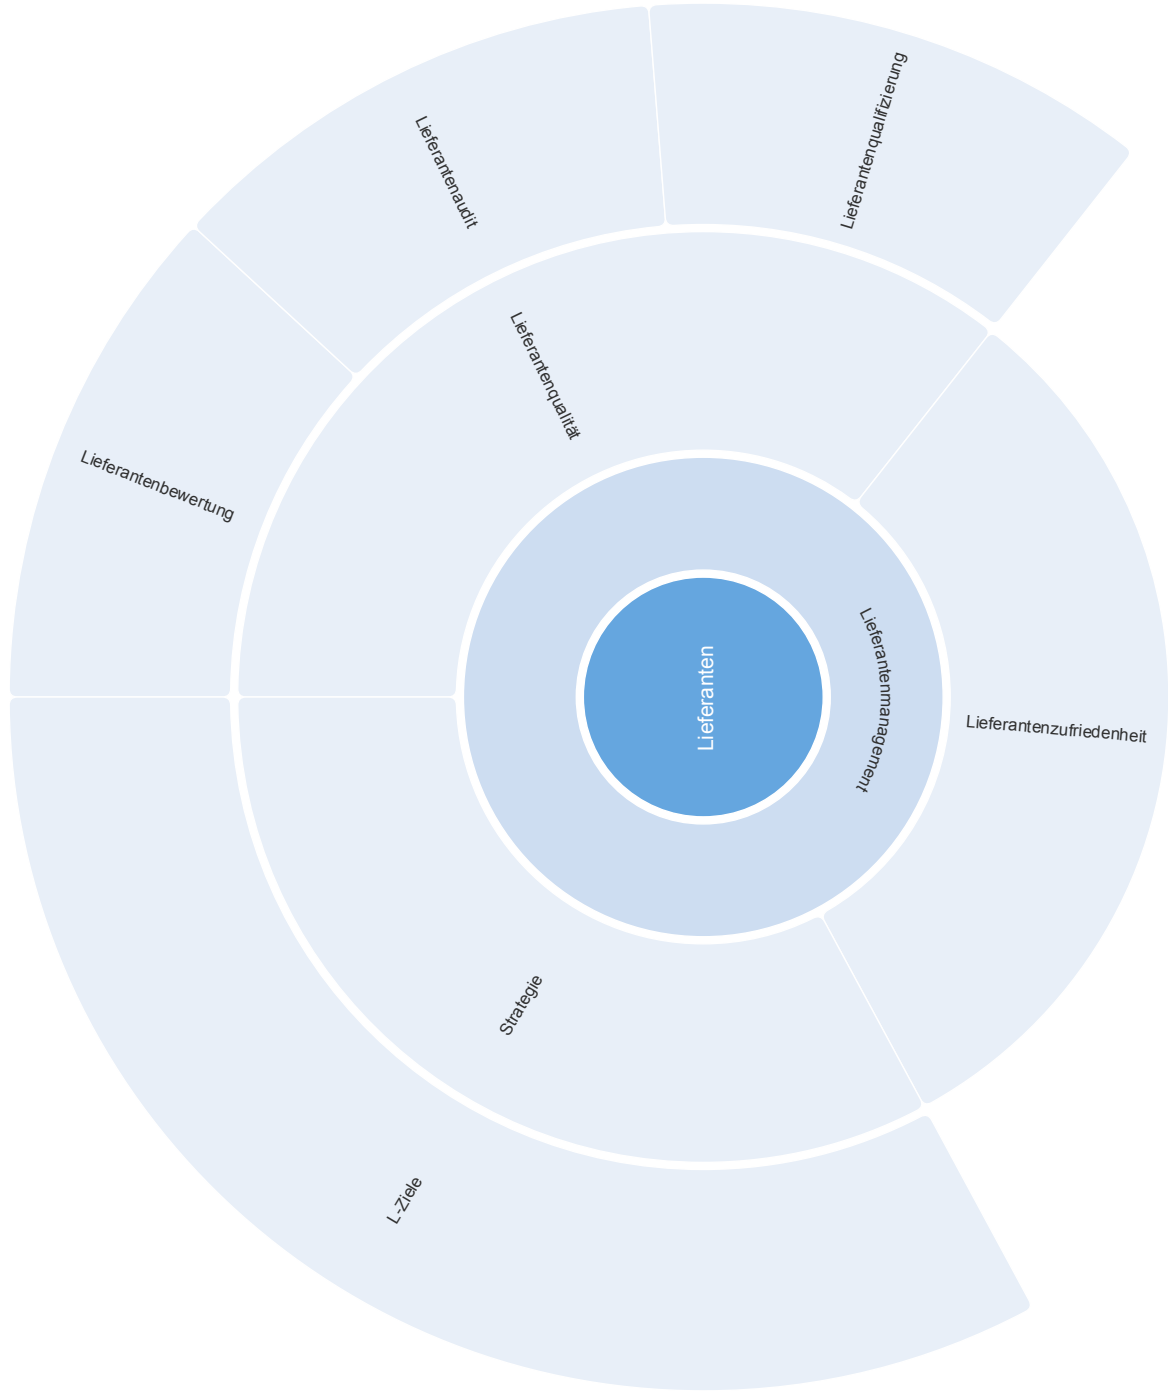 Lieferanten
Lieferantenmanagement
Lieferantenqualität
Lieferantenzufriedenheit
Strategie
Lieferantenbewertung
Lieferantenaudit
Lieferantenqualifizierung
L-Ziele